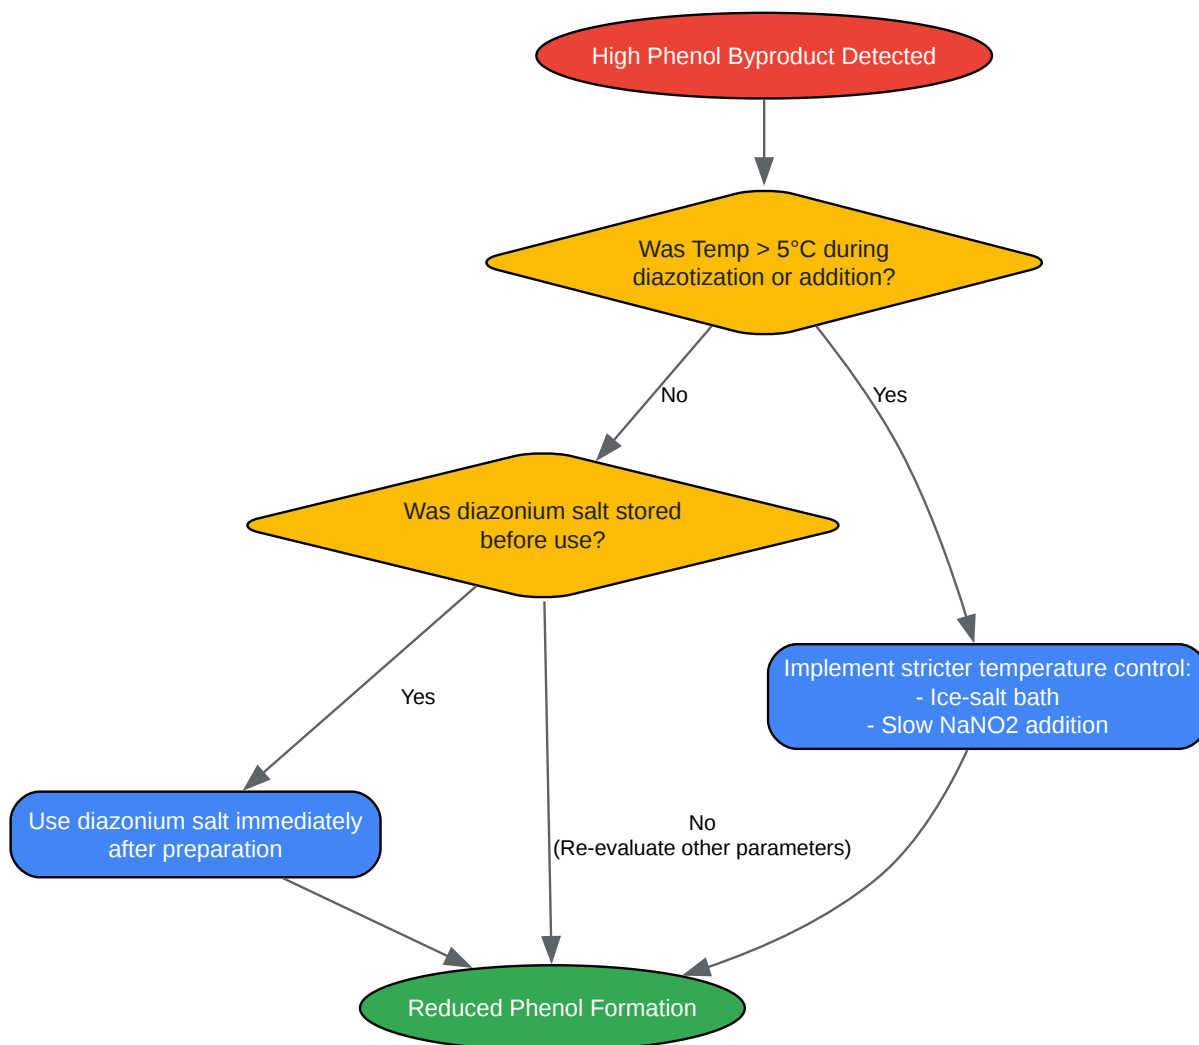 High Phenol Byproduct Detected
Was Temp > 5°C during
diazotization or addition?
No
Yes
Was diazonium salt stored
before use?
Implement stricter temperature control:
- Ice-salt bath
- Slow NaNO2 addition
Yes
Use diazonium salt immediately
after preparation
No
(Re-evaluate other parameters)
Reduced Phenol Formation